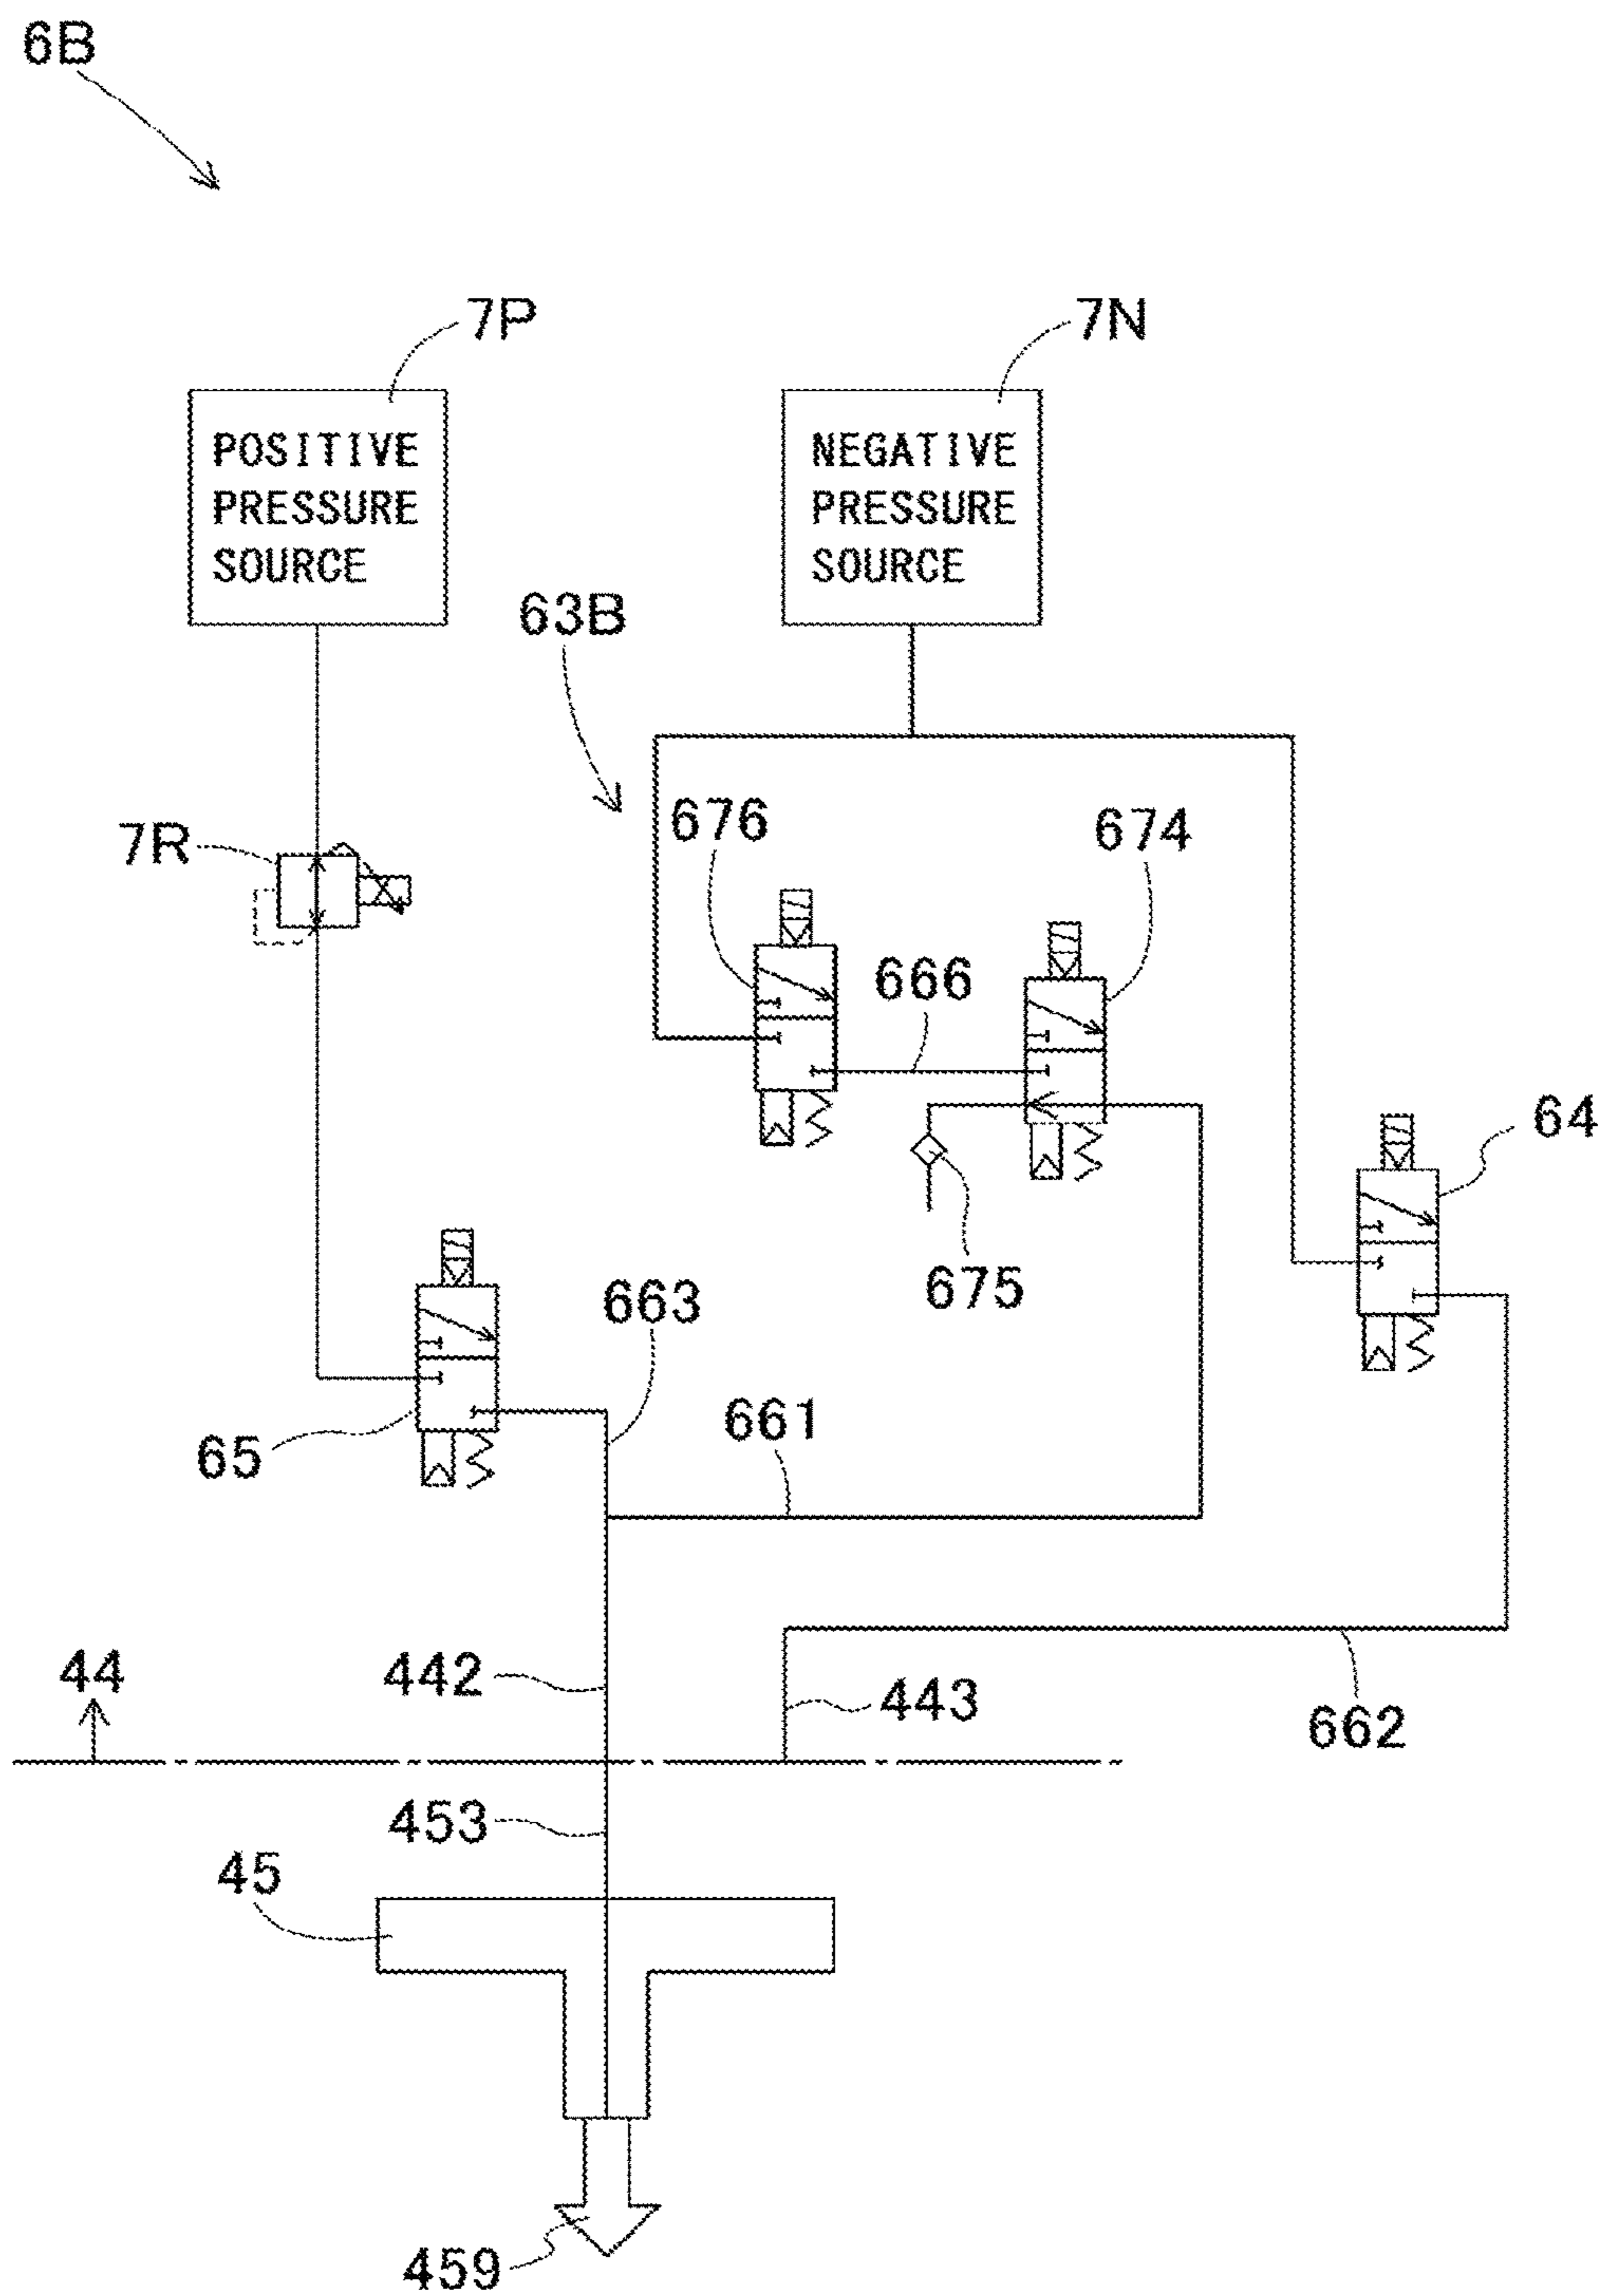 6B
7P
7N
POSITIVE
PRESSURE
SOURCE
NEGATIVE
PRESSURE
SOURCE
63B
676
674
7R
666
64
675
663
661
65
44
442
443
662
453
45
459